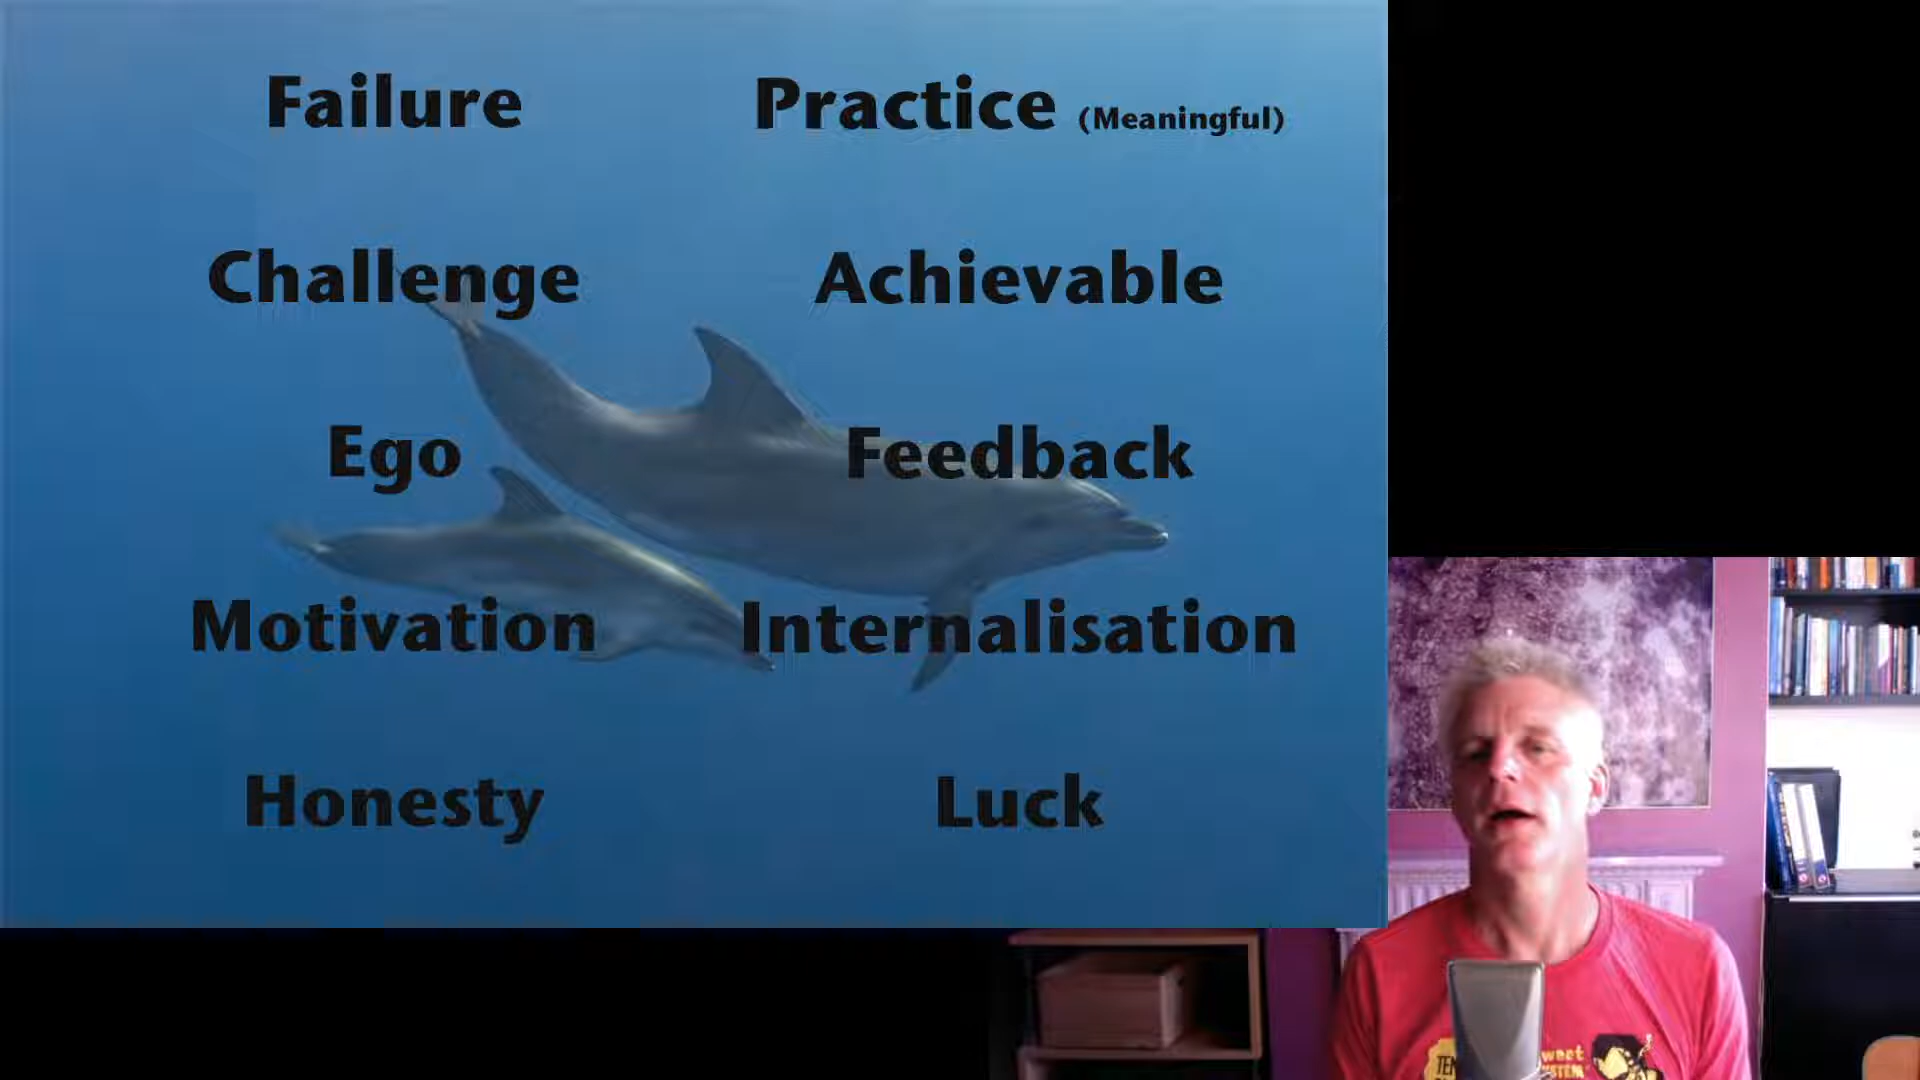 Failure
Practice (Meaningful)
Challenge
Achievable
Ego
Feedback
Motivation
Internalisation
Honesty
Luck